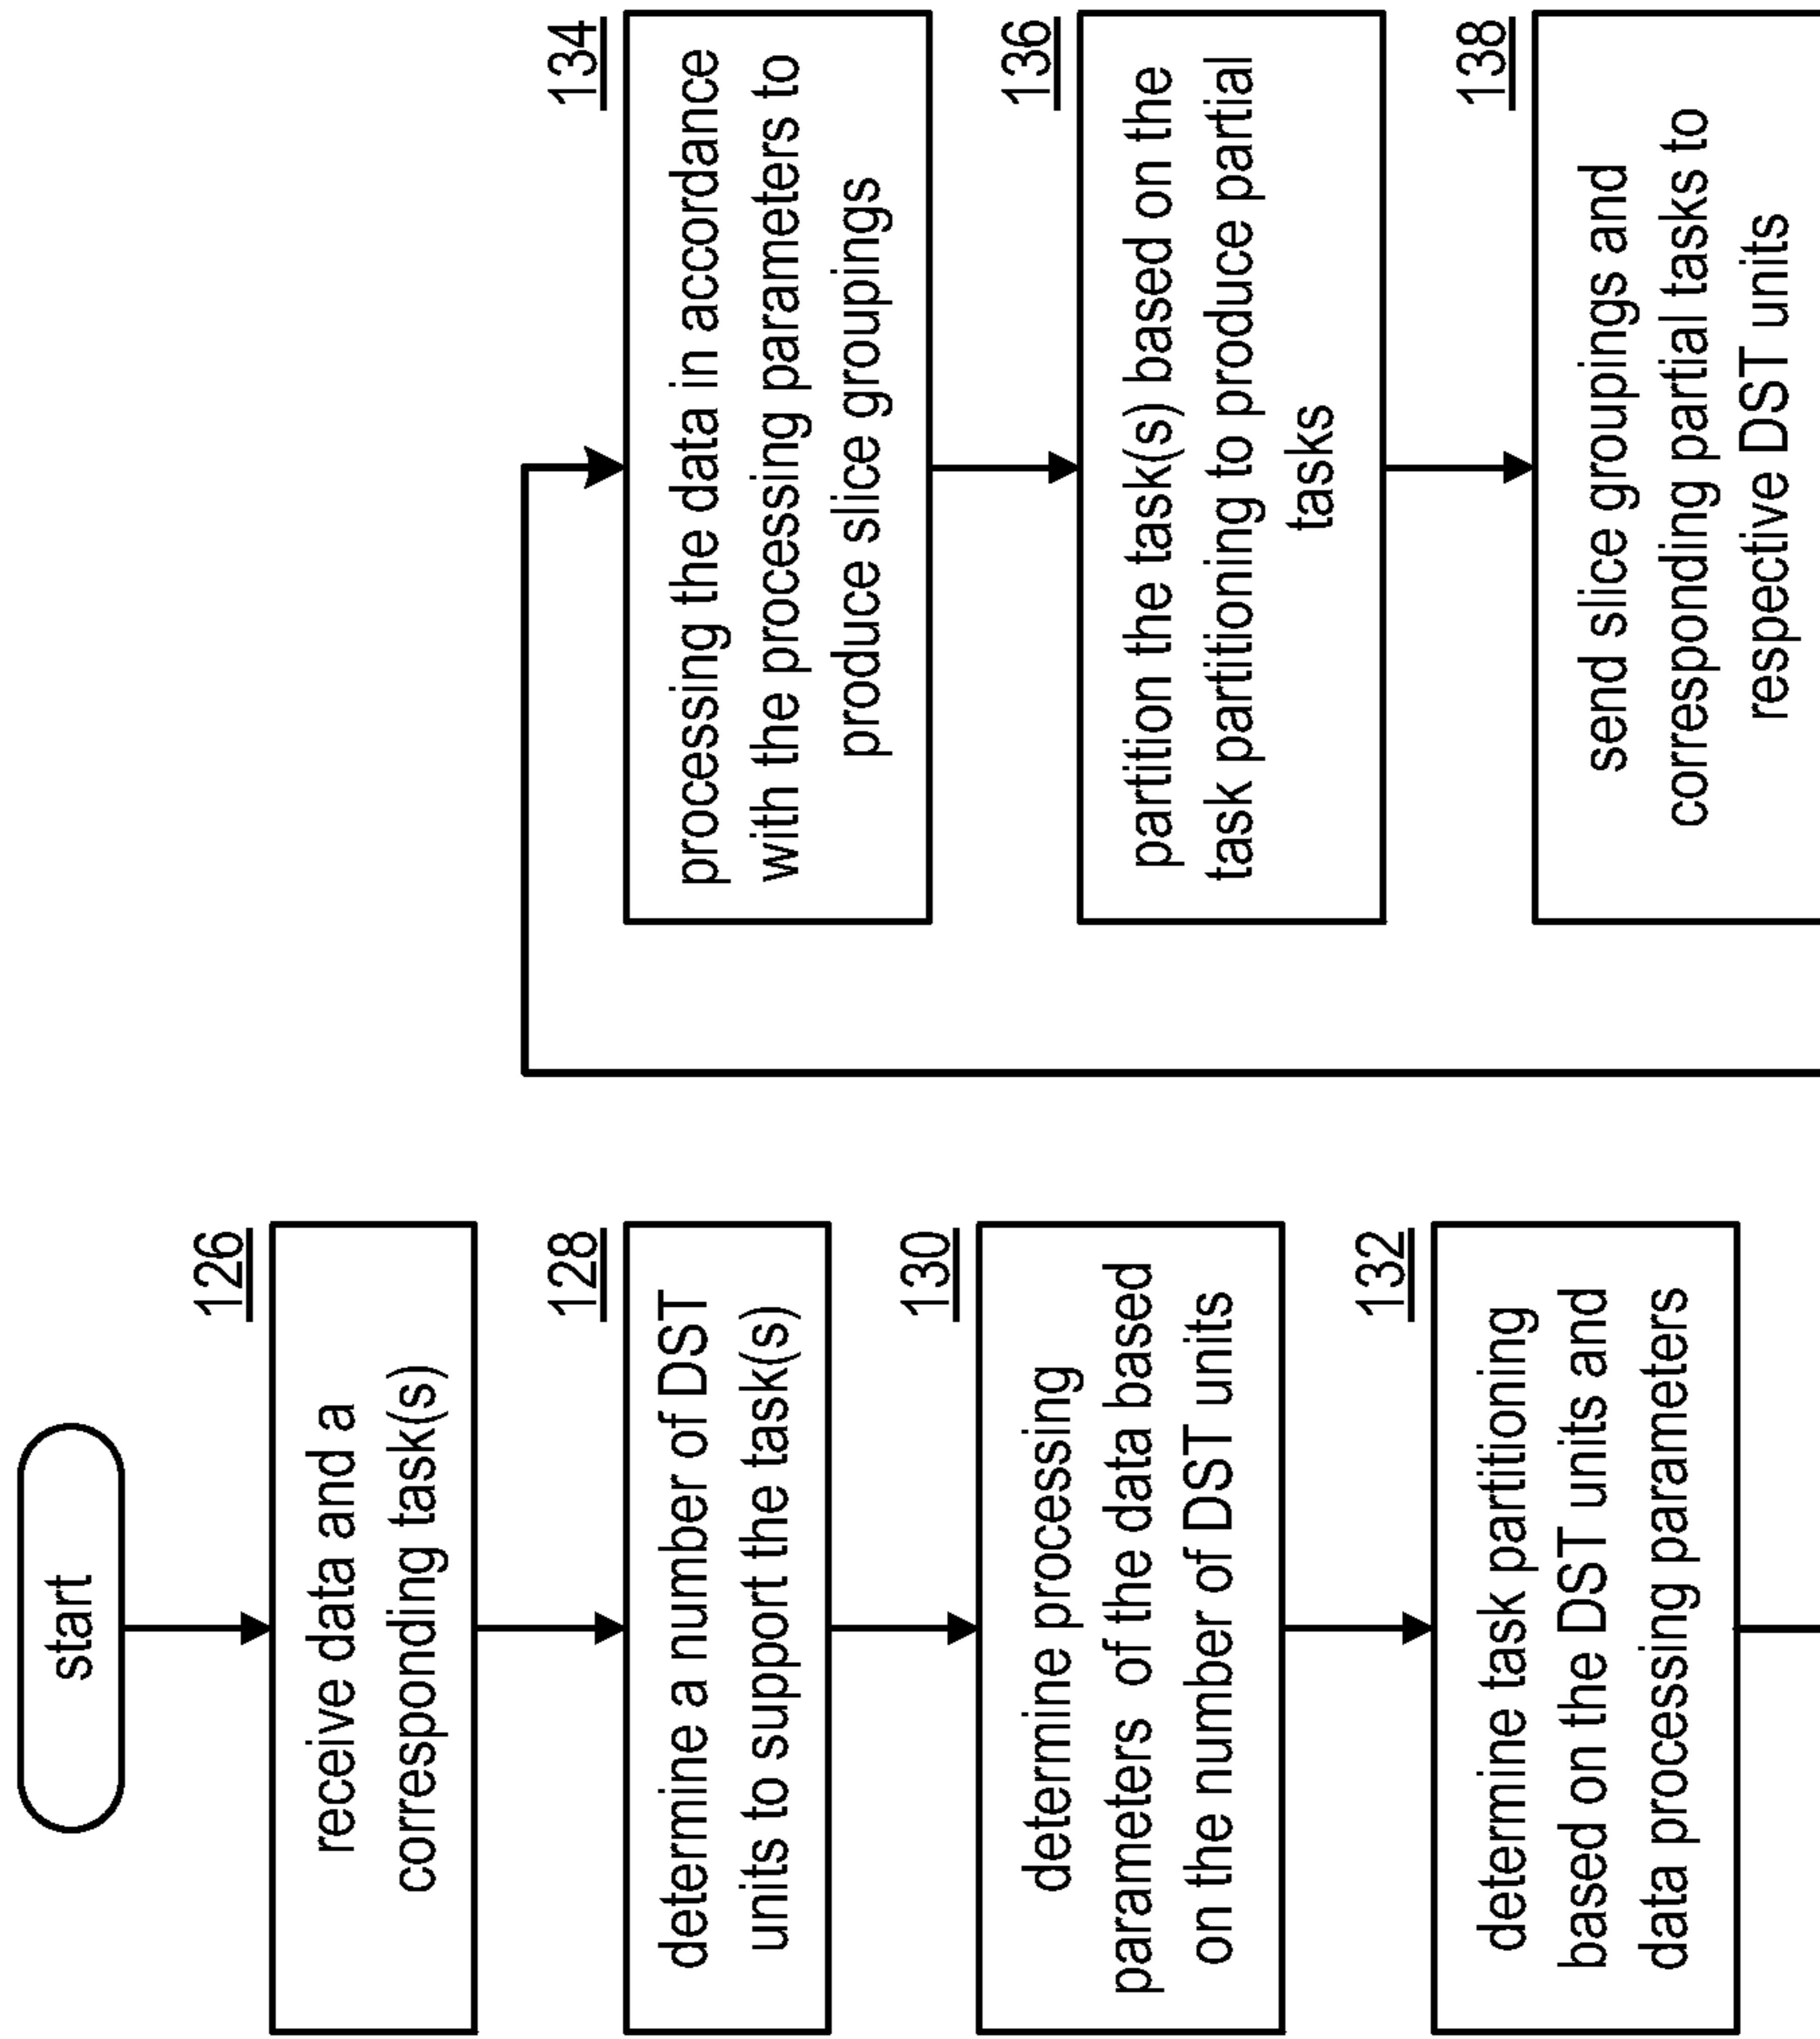 start
126
receive data and a
corresponding task(s)
128
determine a number of DST
units to support the task(s)
130
determine processing
parameters of the data based
on the number of DST units
132
determine task partitioning
based on the DST units and
data processing parameters
134
processing the data in accordance
with the processing parameters to
produce slice groupings
136
partition the task(s) based on the
task partitioning to produce partial
tasks
138
send slice groupings and
corresponding partial tasks to
respective DST units